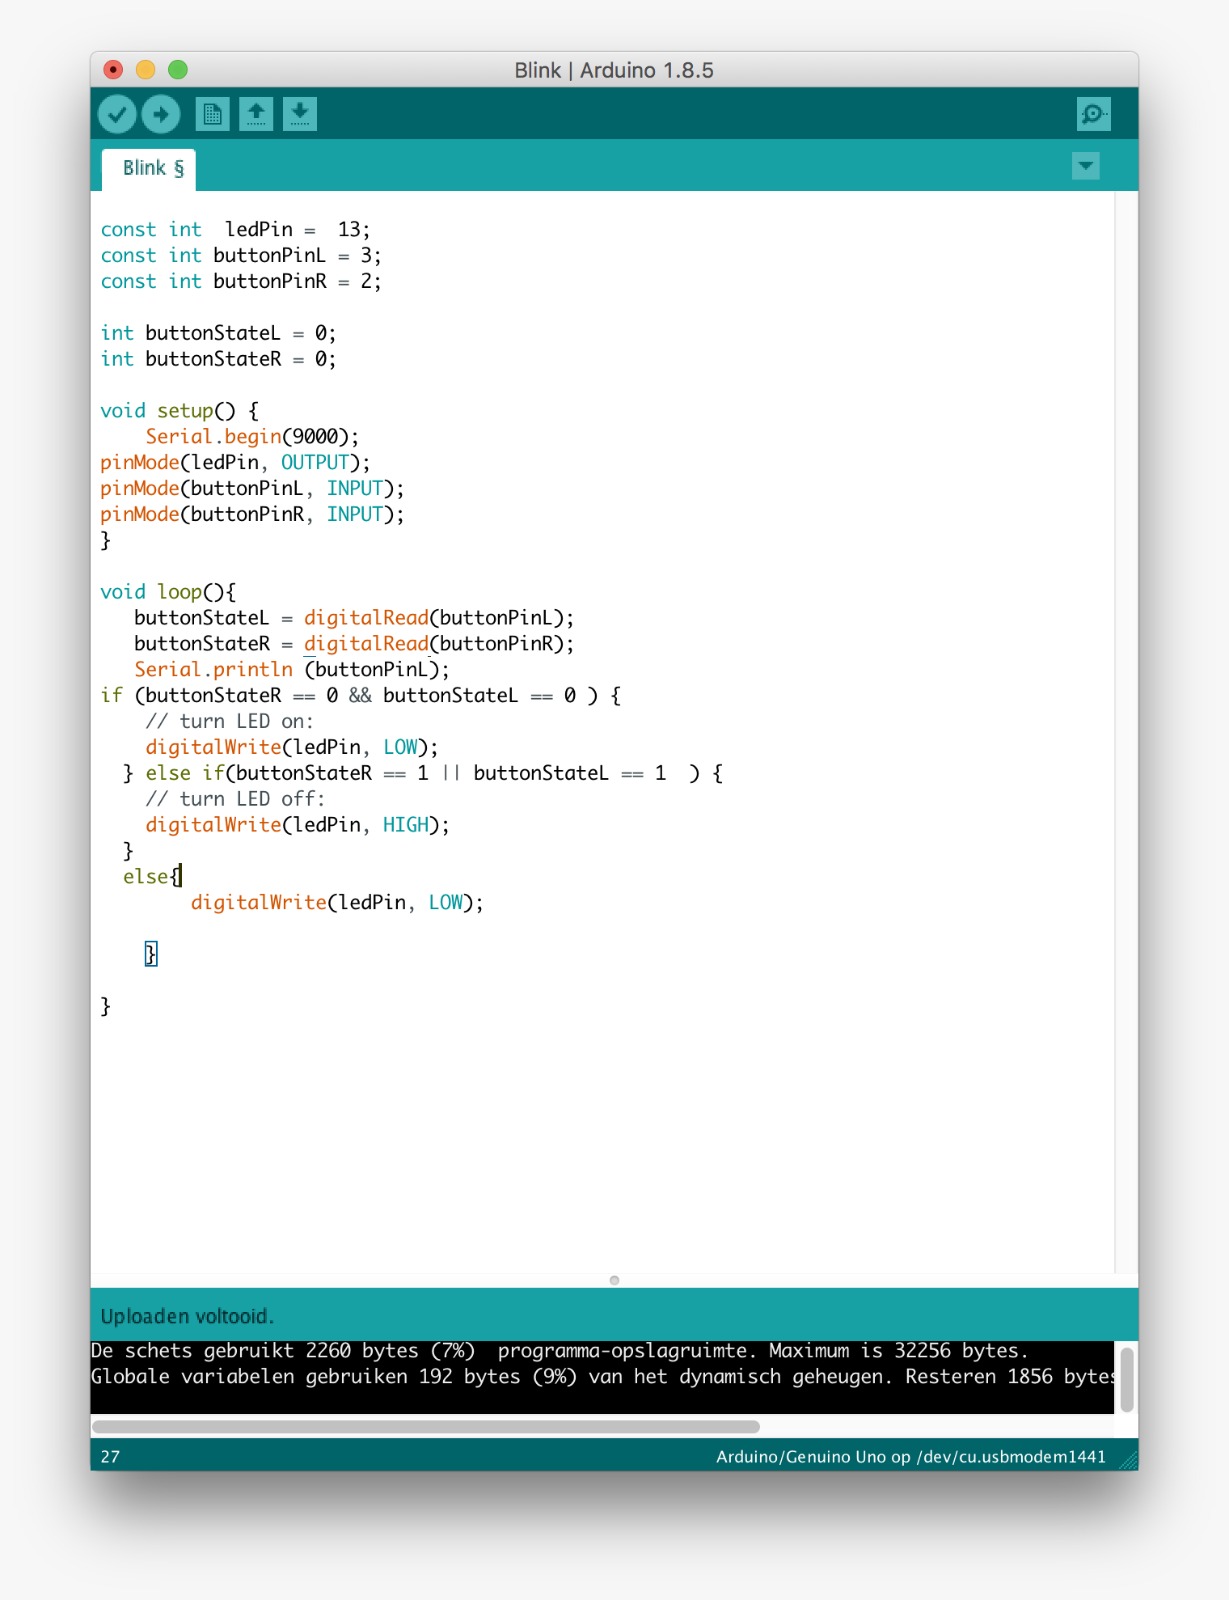 Blink | Arduino 1.8.5
Blink §
const int  ledPin =  13;
const int buttonPinL = 3;
const int buttonPinR = 2;
int buttonStateL = 0;
int buttonStateR = 0;
void setup() {
    Serial.begin(9000);
pinMode(ledPin, OUTPUT);
pinMode(buttonPinL, INPUT);
pinMode(buttonPinR, INPUT);
}
void loop(){
   buttonStateL = digitalRead(buttonPinL);
   buttonStateR = digitalRead(buttonPinR);
   Serial.println (buttonPinL);
if (buttonStateR == 0 && buttonStateL == 0 ) {
    // turn LED on:
    digitalWrite(ledPin, LOW);
  } else if(buttonStateR == 1 || buttonStateL == 1  ) {
    // turn LED off:
    digitalWrite(ledPin, HIGH);
  }
  else{
        digitalWrite(ledPin, LOW);
    }
}
Uploaden voltooid.
De schets gebruikt 2260 bytes (7%)  programma-opslagruimte. Maximum is 32256 bytes.
Globale variabelen gebruiken 192 bytes (9%) van het dynamisch geheugen. Resteren 1856 bytes
27
Arduino/Genuino Uno op /dev/cu.usbmodem1441